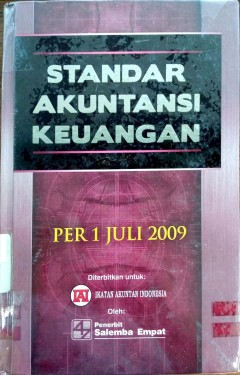 STANDAR
AKUNTANSI
KEUANGAN
PER 1 JULI 2009
Diterbitkan untuk:
IAI IKATAN AKUNTAN INDONESIA
Oleh:
Penerbit
Salemba Empat